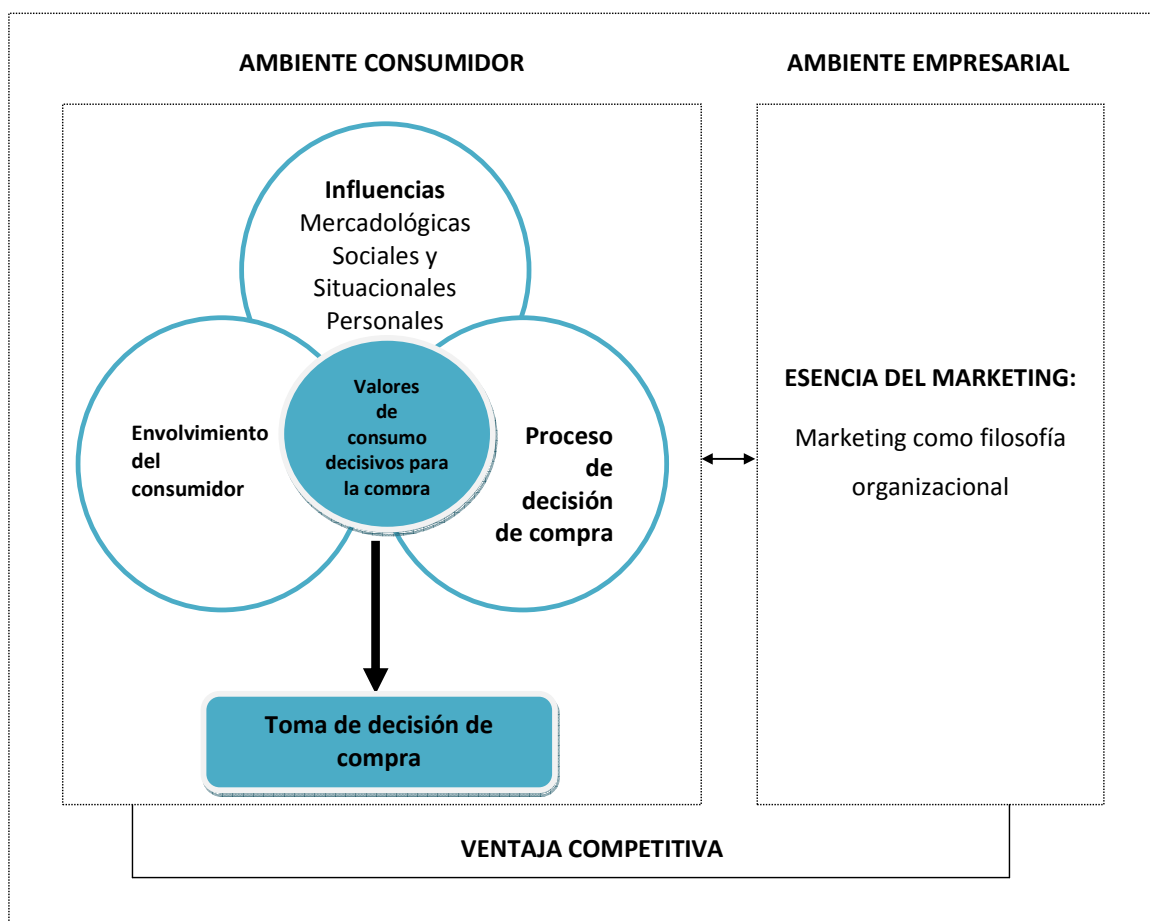 AMBIENTE CONSUMIDOR
AMBIENTE EMPRESARIAL
Influencias
Mercadológicas
Sociales y
Situacionales
Personales
Valores
de
consumo
decisivos para
la compra
Envolvimiento
del
consumidor
Proceso
de
decisión
de compra
Toma de decisión de
compra
ESENCIA DEL MARKETING:
Marketing como filosofía
organizacional
VENTAJA COMPETITIVA